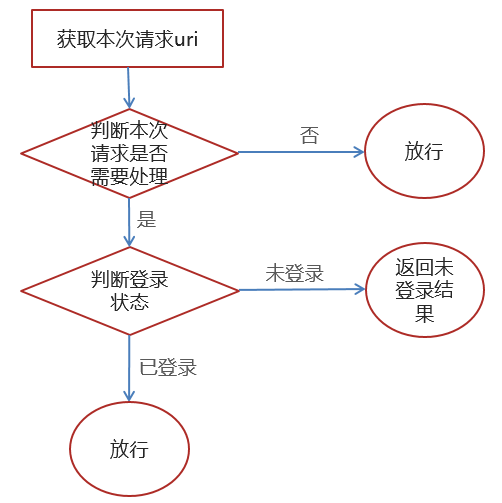 获取本次请求uri
判断本次
请求是否
需要处理
否
放行
是
判断登录
状态
未登录
返回未
登录结
果
已登录
放行